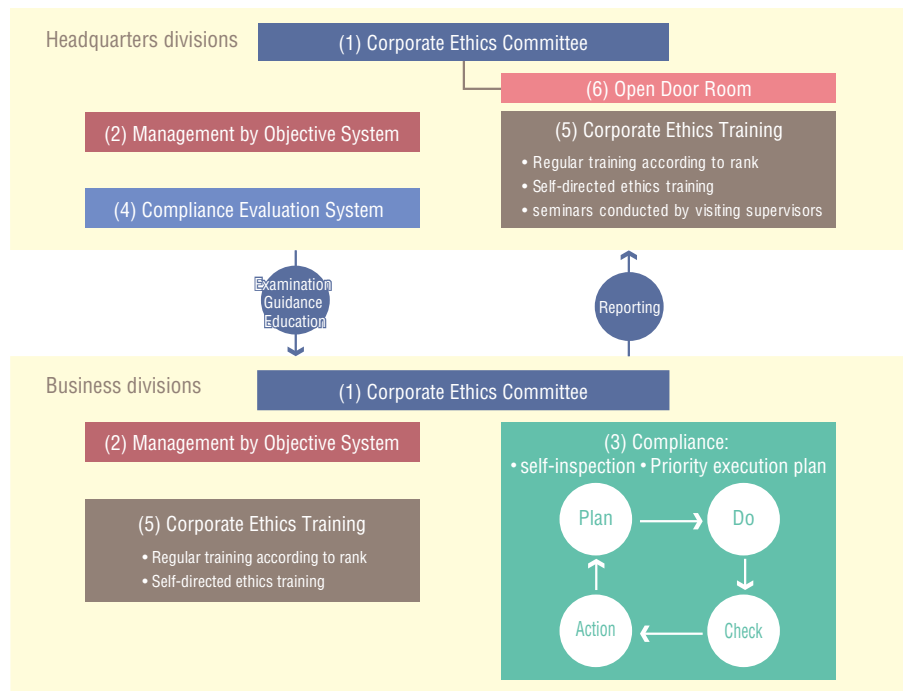 Headquarters divisions
(1) Corporate Ethics Committee
(6) Open Door Room
(2) Management by Objective System
(5) Corporate Ethics Training
• Regular training according to rank
• Self-directed ethics training
• seminars conducted by visiting supervisors
(4) Compliance Evaluation System
Examination
Guidance
Education
Reporting
Business divisions
(1) Corporate Ethics Committee
(2) Management by Objective System
(3) Compliance:
• self-inspection • Priority execution plan
Plan
Do
Action
Check
(5) Corporate Ethics Training
• Regular training according to rank
• Self-directed ethics training